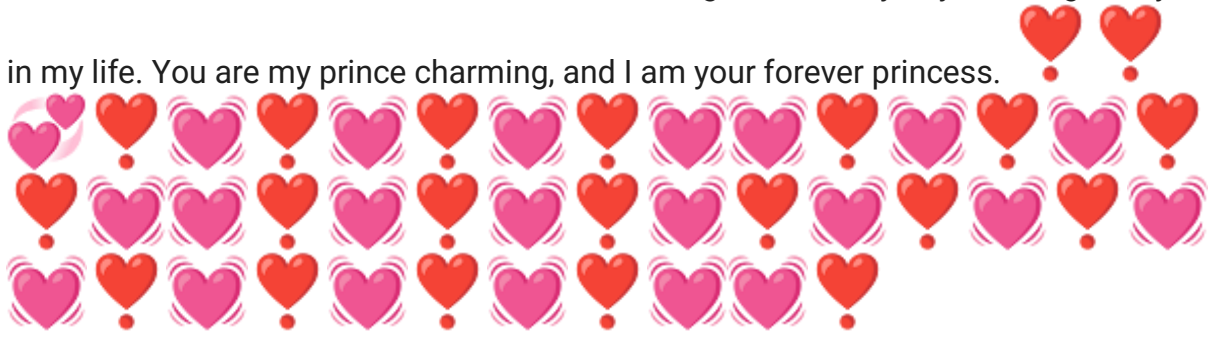 in my life. You are my prince charming, and I am your forever princess. ❣️❣️
💞❣️💓❣️💓❣️💓❣️💓💓❣️💓❣️💓❣️
❣️💓💓❣️💓❣️💓❣️💓❣️💓❣️💓❣️💓
💓❣️💓❣️💓❣️💓❣️💓💓❣️